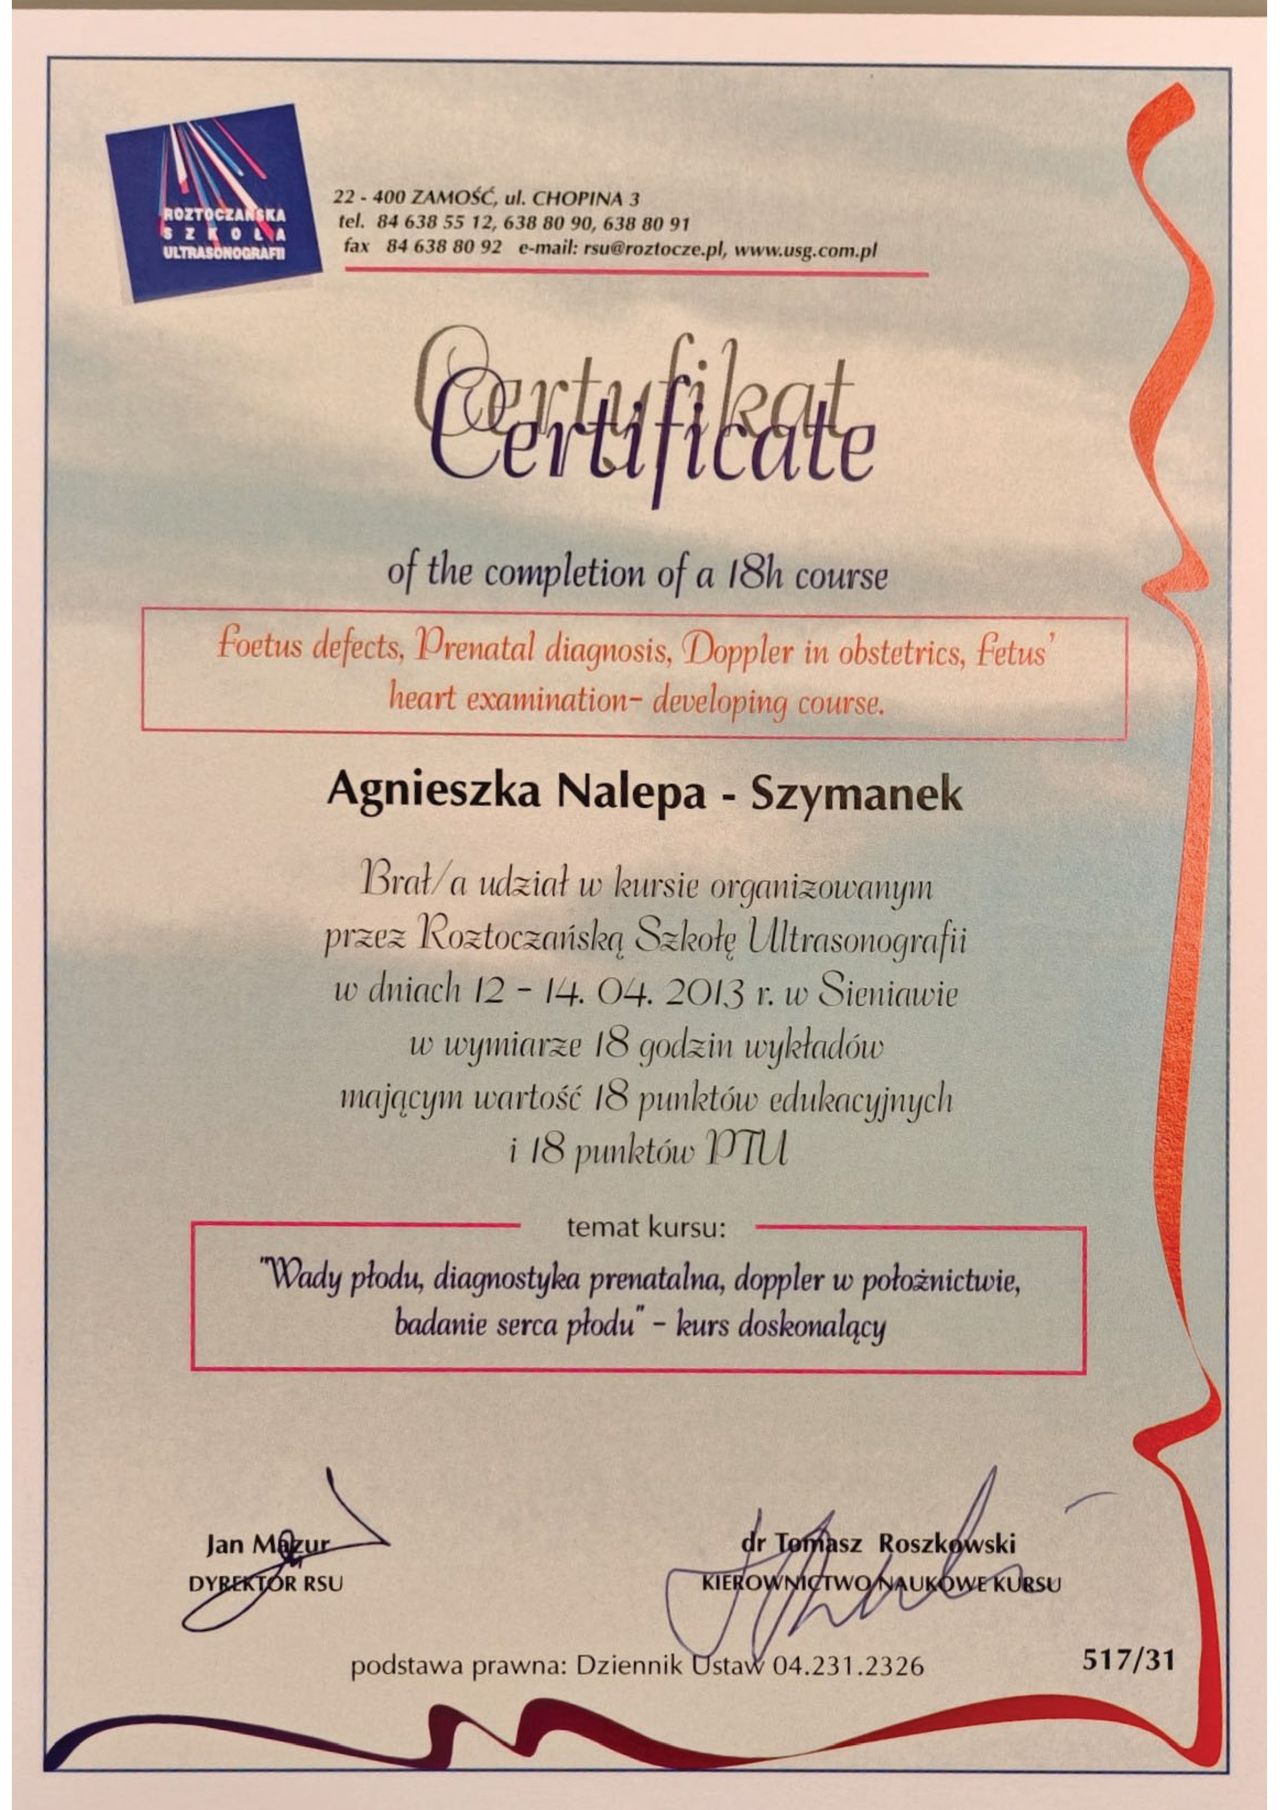 ROZTOCZAŃSKA
SZKOŁA
ULTRASONOGRAFII
22 - 400 ZAMOŚĆ, ul. CHOPINA 3
tel. 84 638 55 12, 638 80 90, 638 80 91
fax 84 638 80 92 e-mail: rsu@roztocze.pl, www.usg.com.pl
Certyfikat
Certificate
of the completion of a 18h course
Foetus defects, Prenatal diagnosis, Doppler in obstetrics, Fetus'
heart examination- developing course.
Agnieszka Nalepa - Szymanek
Brał/a udział w kursie organizowanym
przez Roztoczańską Szkołę Ultrasonografii
w dniach 12 - 14. 04. 2013 r. w Sieniawie
w wymiarze 18 godzin wykładów
mającym wartość 18 punktów edukacyjnych
i 18 punktów PTU
temat kursu:
"Wady płodu, diagnostyka prenatalna, doppler w położnictwie,
badanie serca płodu" - kurs doskonalący
Jan Mazur
DYREKTOR RSU
dr Tomasz Roszkowski
KIEROWNICTWO NAUKOWE KURSU
podstawa prawna: Dziennik Ustaw 04.231.2326
517/31